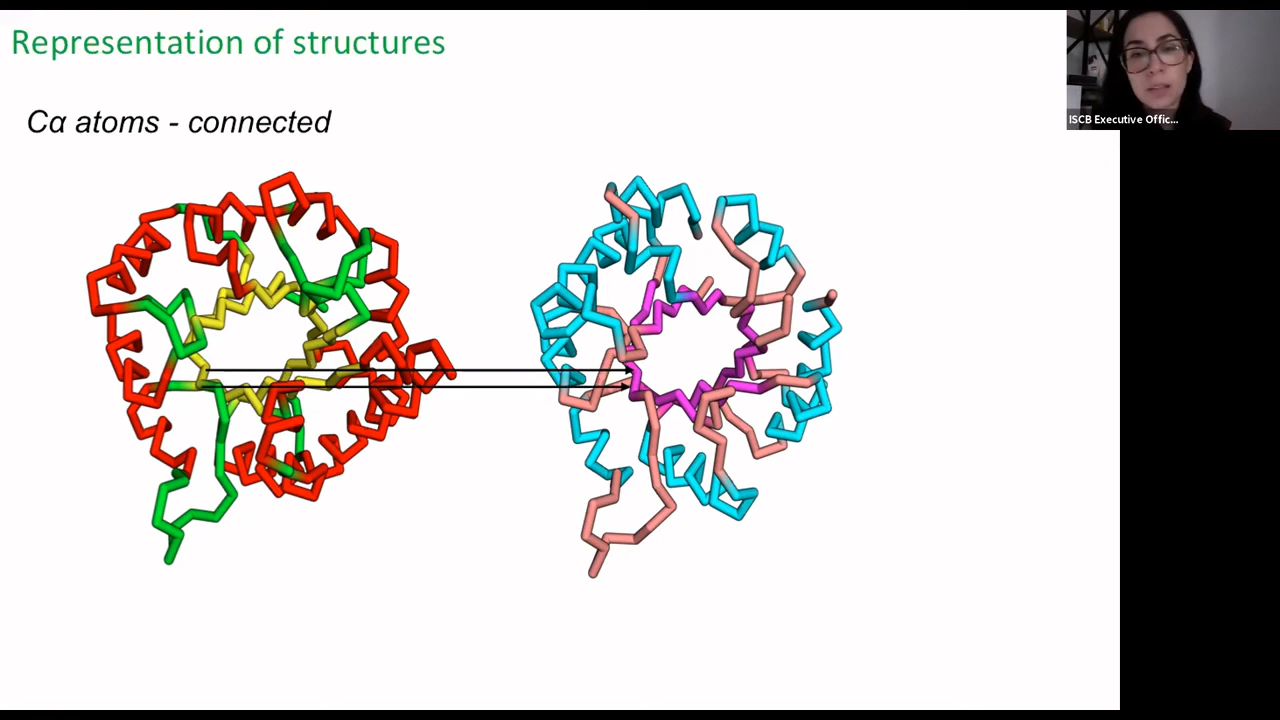 Representation of structures
Cα atoms - connected
ISCB Executive Offic...